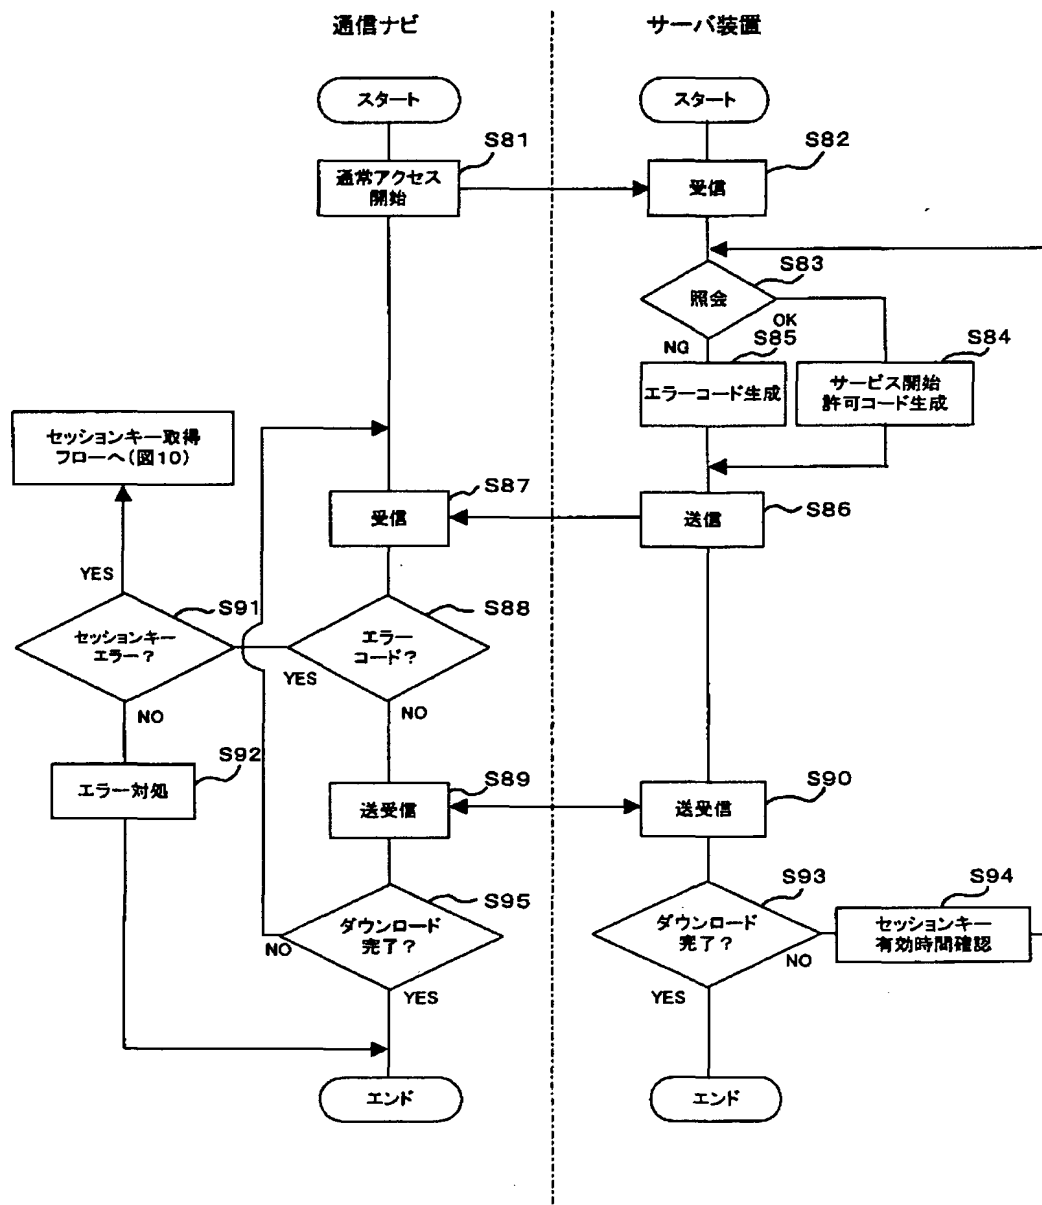 通信ナビ
サーバ装置
スタート
スタート
S81
通常アクセス
開始
S82
受信
S83
照会
OK
NG
S85
エラーコード生成
S84
サービス開始
許可コード生成
セッションキー取得
フローへ(図10)
S87
受信
S86
送信
YES
S91
セッションキー
エラー?
S88
エラー
コード?
YES
NO
NO
S92
エラー対処
S89
送受信
S90
送受信
S95
ダウンロード
完了?
NO
YES
S93
ダウンロード
完了?
NO
YES
S94
セッションキー
有効時間確認
エンド
エンド